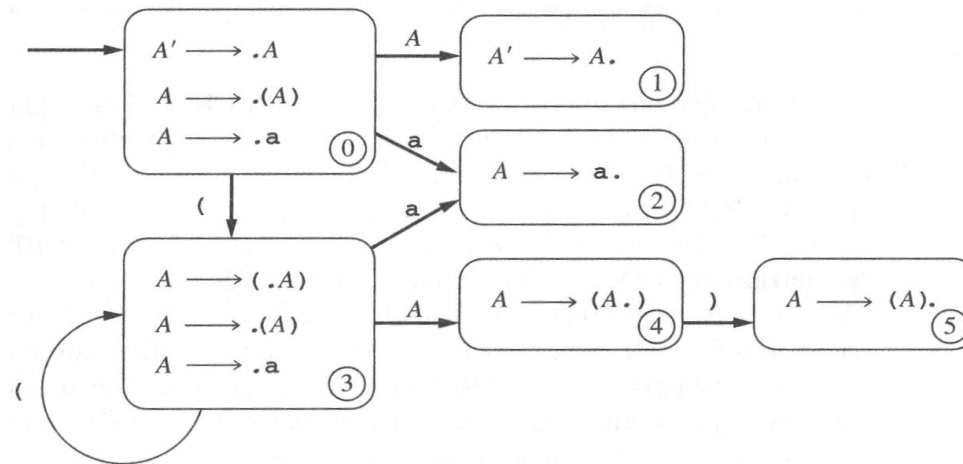 A' → .A
A → .(A)
A → .a
0
A
A' → A.
1
a
A → a.
2
(
a
A → (.A)
A → .(A)
A → .a
3
(
A
A → (A.)
4
)
A → (A).
5